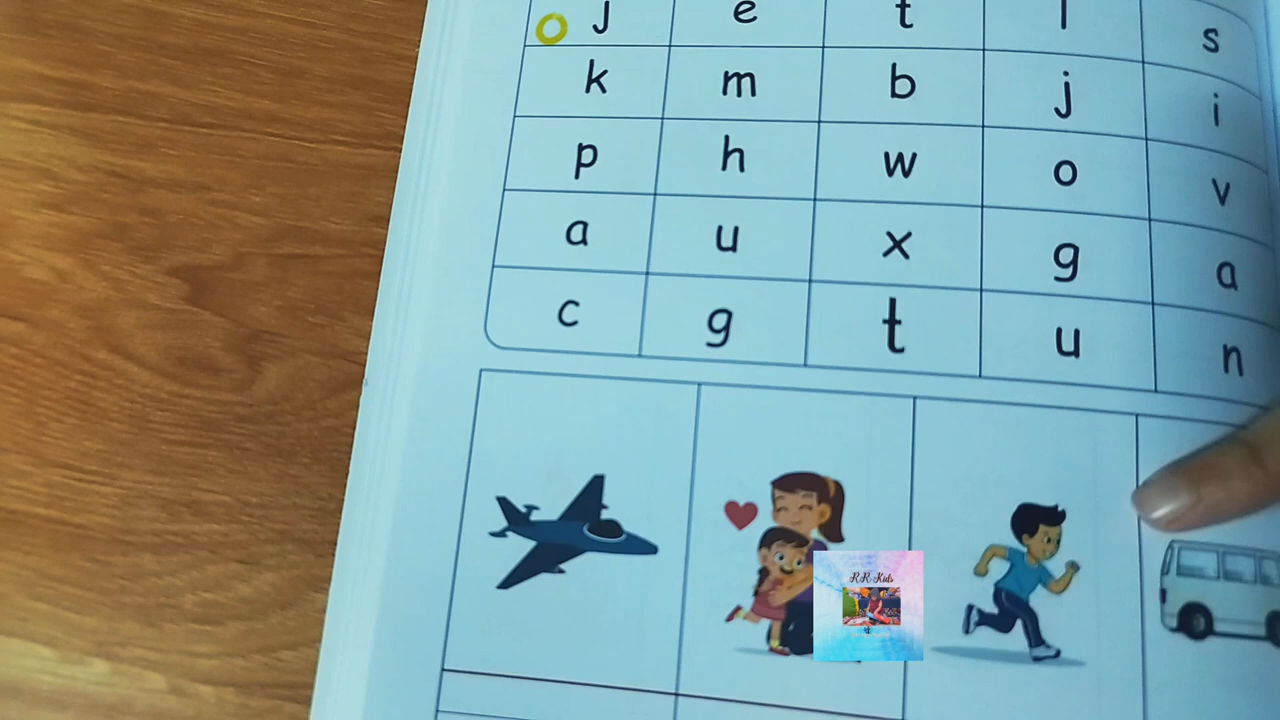 j e t l s
k m b j i
p h w o v
a u x g a
c g t u n
RR Kids